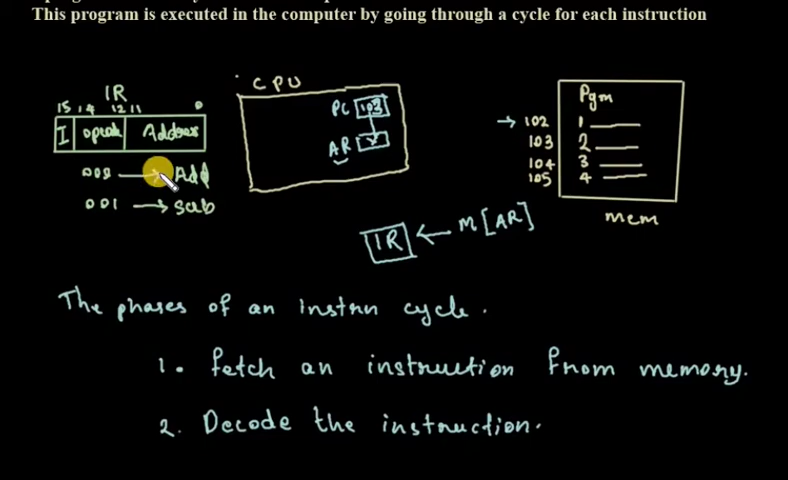 This program is executed in the computer by going through a cycle for each instruction
IR
15 14 12 11 0
I opcode Address
000 → Add
001 → sub
CPU
PC 103
AR
Pgm
→ 102 1
103 2
104 3
105 4
mem
IR ← M[AR]
The phases of an instrn cycle.
1. Fetch an instruction from memory.
2. Decode the instruction.